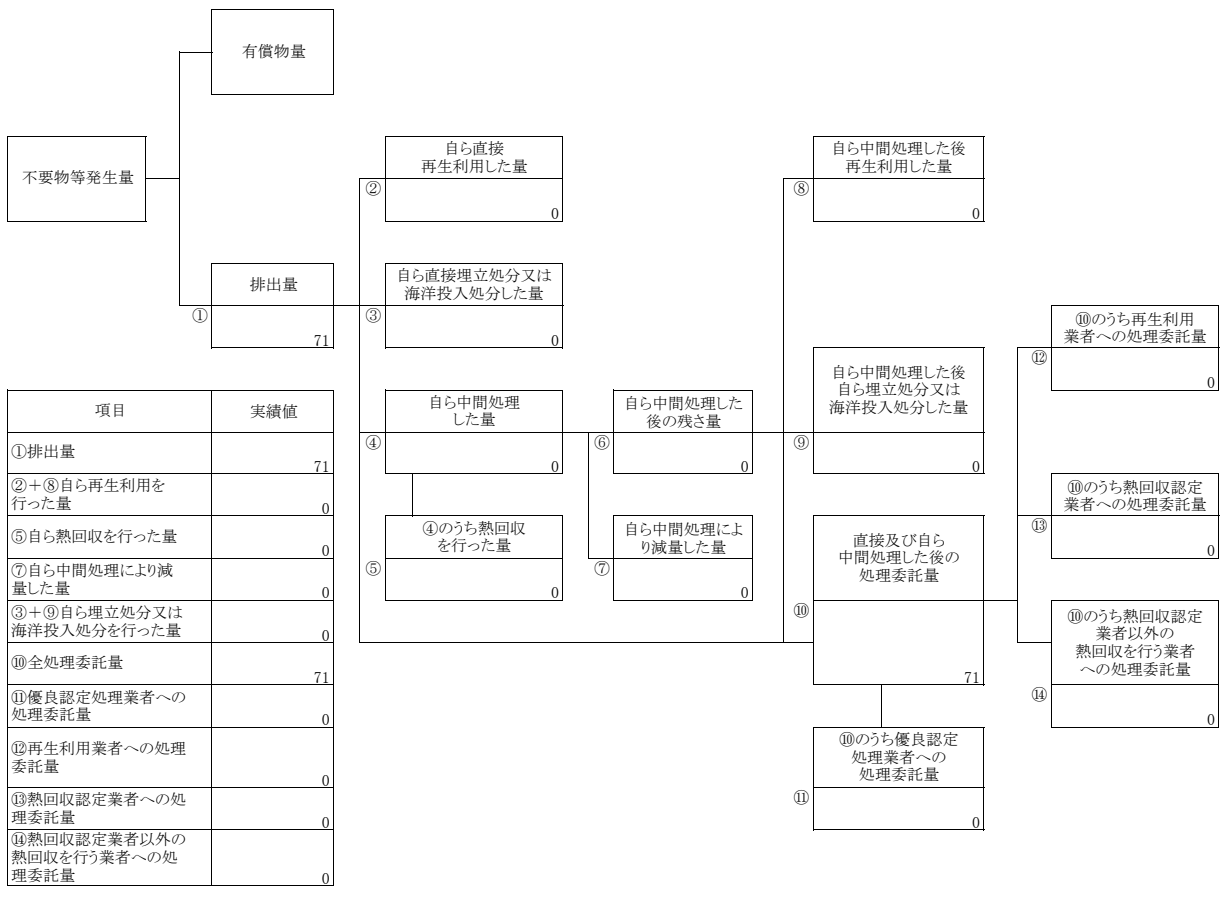 有償物量
不要物等発生量
排出量
①
71
自ら直接
再生利用した量
②
0
自ら直接埋立処分又は
海洋投入処分した量
③
0
自ら中間処理
した量
④
0
④のうち熱回収
を行った量
⑤
0
自ら中間処理した
後の残さ量
⑥
0
自ら中間処理によ
り減量した量
⑦
0
自ら中間処理した後
再生利用した量
⑧
0
自ら中間処理した後
自ら埋立処分又は
海洋投入処分した量
⑨
0
直接及び自ら
中間処理した後の
処理委託量
⑩
71
⑩のうち優良認定
処理業者への
処理委託量
⑪
0
⑩のうち再生利用
業者への処理委託量
⑫
0
⑩のうち熱回収認定
業者への処理委託量
⑬
0
⑩のうち熱回収認定
業者以外の
熱回収を行う業者
への処理委託量
⑭
0
項目 実績値
①排出量
71
②+⑧自ら再生利用を
行った量
0
⑤自ら熱回収を行った量
0
⑦自ら中間処理により減
量した量
0
③+⑨自ら埋立処分又は
海洋投入処分を行った量
0
⑩全処理委託量
71
⑪優良認定処理業者への
処理委託量
0
⑫再生利用業者への処理
委託量
0
⑬熱回収認定業者への処
理委託量
0
⑭熱回収認定業者以外の
熱回収を行う業者への処
理委託量
0